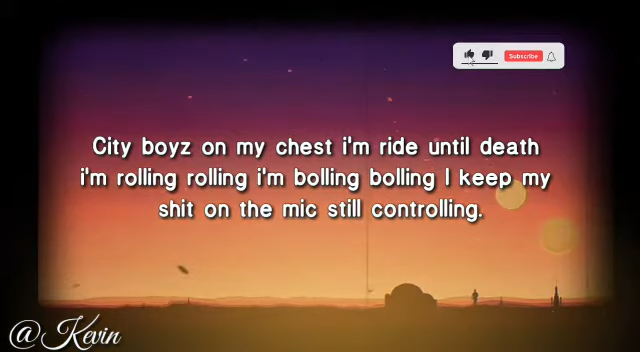 Subscribe
City boyz on my chest i'm ride until death
i'm rolling rolling i'm bolling bolling I keep my
shit on the mic still controlling.
@Kevin